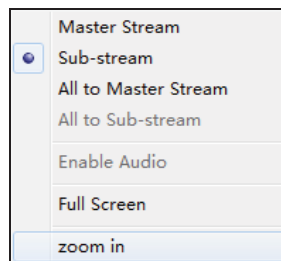 Master Stream
Sub-stream
All to Master Stream
All to Sub-stream
Enable Audio
Full Screen
zoom in